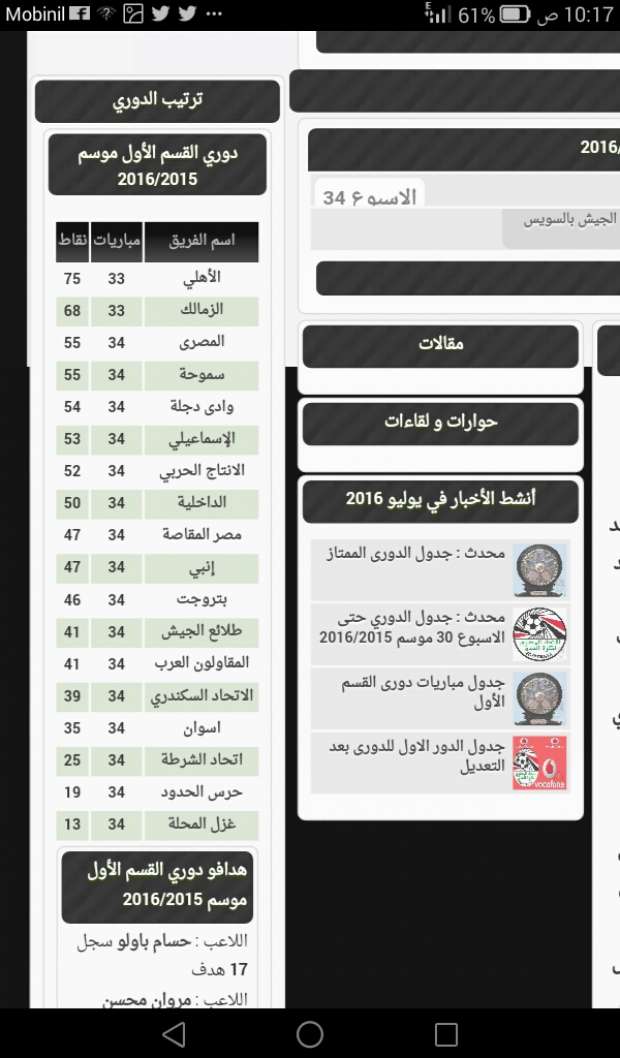 Mobinil ... E 61% 10:17 ص
ترتيب الدوري
دوري القسم الأول موسم
2016/2015
اسم الفريق مباريات نقاط
الأهلي 33 75
الزمالك 33 68
المصرى 34 55
سموحة 34 55
وادى دجلة 34 54
الإسماعيلي 34 53
الانتاج الحربي 34 52
الداخلية 34 50
مصر المقاصة 34 47
إنبي 34 47
بتروجت 34 46
طلائع الجيش 34 41
المقاولون العرب 34 41
الاتحاد السكندري 34 39
اسوان 34 35
اتحاد الشرطة 34 25
حرس الحدود 34 19
غزل المحلة 34 13
هدافو دوري القسم الأول
موسم 2016/2015
اللاعب : حسام باولو سجل
17 هدف
اللاعب : مروان محسن
2016/
الاسبوع 34
الجيش بالسويس
مقالات
حوارات و لقاءات
أنشط الأخبار في يوليو 2016
محدث : جدول الدورى الممتاز
محدث : جدول الدوري حتى
الاسبوع 30 موسم 2016/2015
جدول مباريات دورى القسم
الأول
جدول الدور الاول للدورى بعد
التعديل
vodafone